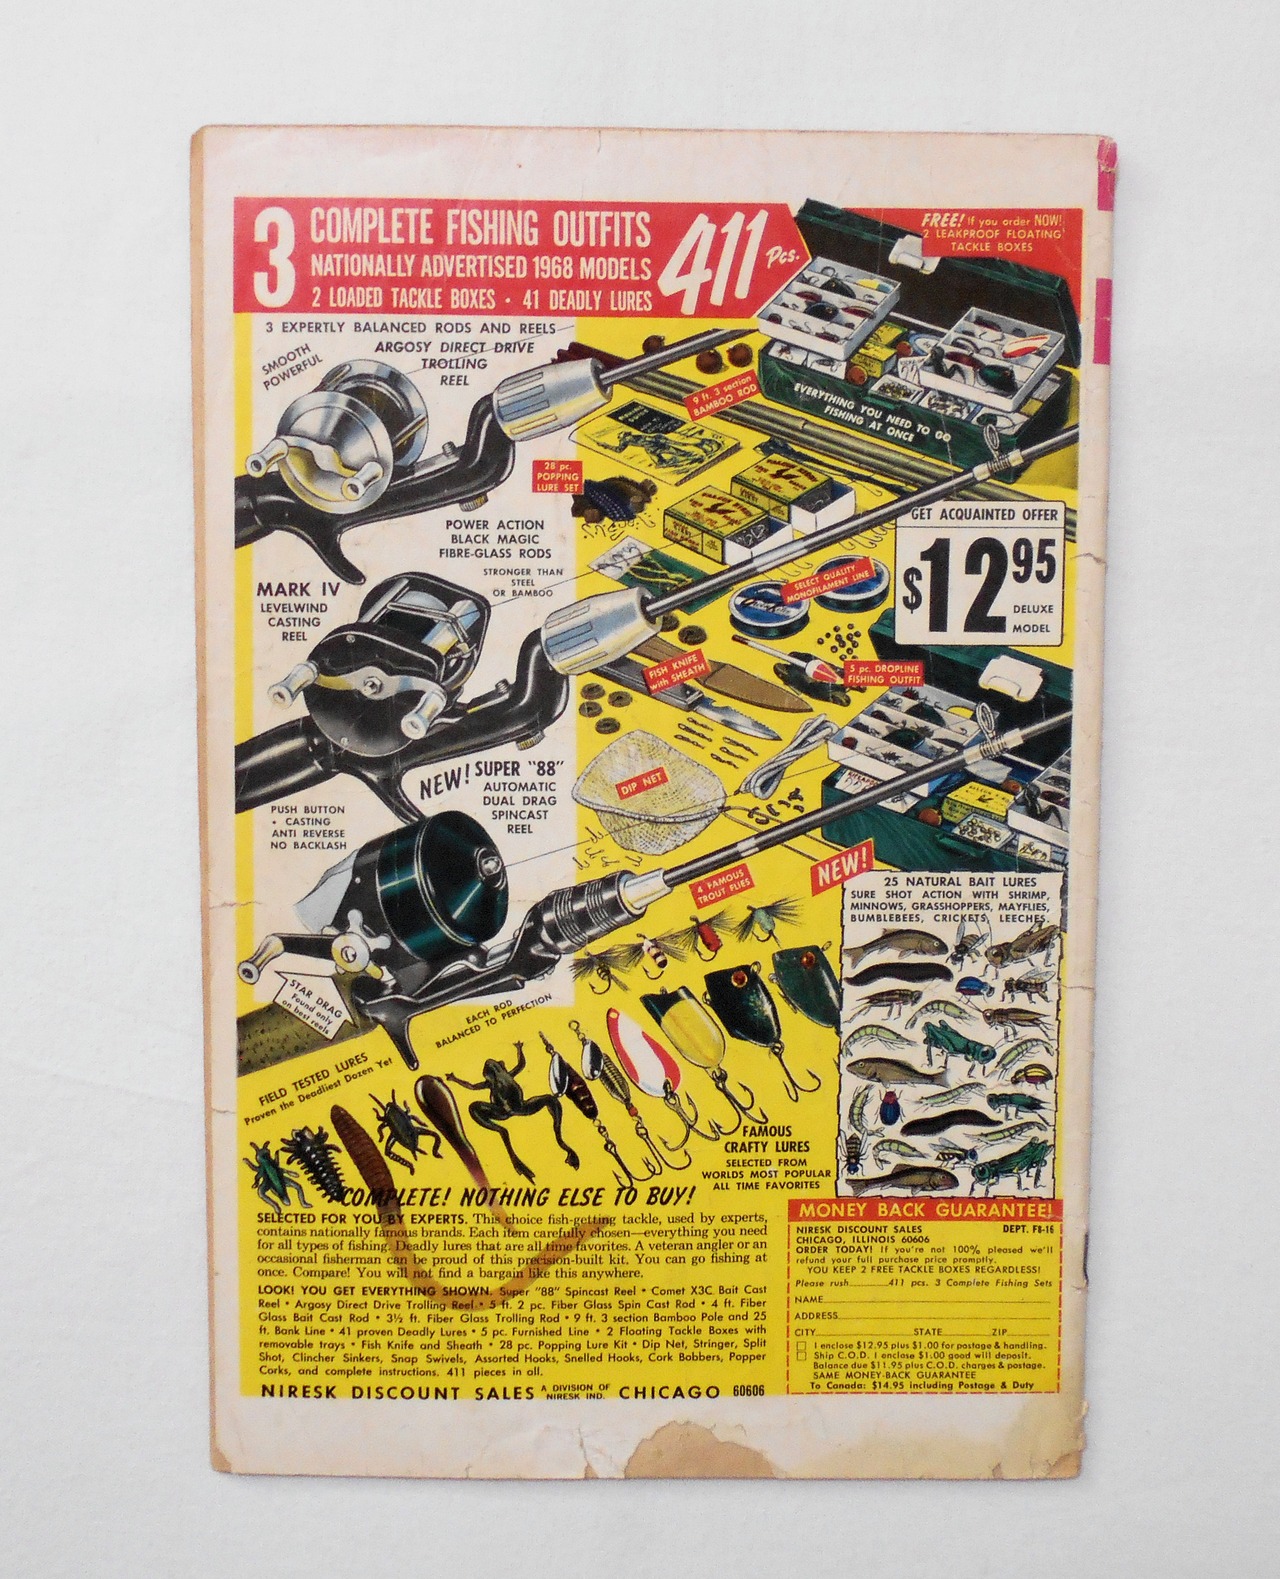 3
COMPLETE FISHING OUTFITS
NATIONALLY ADVERTISED 1968 MODELS
2 LOADED TACKLE BOXES · 41 DEADLY LURES
411 Pcs.
FREE! If you order NOW!
2 LEAKPROOF FLOATING
TACKLE BOXES
3 EXPERTLY BALANCED RODS AND REELS
SMOOTH
POWERFUL
ARGOSY DIRECT DRIVE
TROLLING
REEL
9 ft. 3 section
BAMBOO ROD
EVERYTHING YOU NEED TO GO
FISHING AT ONCE
28 pc.
POPPING
LURE SET
GET ACQUAINTED OFFER
$12.95
DELUXE
MODEL
POWER ACTION
BLACK MAGIC
FIBRE-GLASS RODS
STRONGER THAN
STEEL
OR BAMBOO
SELECT QUALITY
MONOFILAMENT LINE
MARK IV
LEVELWIND
CASTING
REEL
FISH KNIFE
with SHEATH
5 pc. DROPLINE
FISHING OUTFIT
NEW! SUPER "88"
AUTOMATIC
DUAL DRAG
SPINCAST
REEL
DIP NET
PUSH BUTTON
• CASTING
ANTI REVERSE
NO BACKLASH
NEW!
4 FAMOUS
TROUT FLIES
25 NATURAL BAIT LURES
SURE SHOT ACTION WITH SHRIMP,
MINNOWS, GRASSHOPPERS, MAYFLIES,
BUMBLEBEES, CRICKETS, LEECHES.
STAR DRAG
Found only
on best reels
EACH ROD
BALANCED TO PERFECTION
FIELD TESTED LURES
Proven the Deadliest Dozen Yet
FAMOUS
CRAFTY LURES
SELECTED FROM
WORLDS MOST POPULAR
ALL TIME FAVORITES
COMPLETE! NOTHING ELSE TO BUY!
SELECTED FOR YOU BY EXPERTS. This choice fish-getting tackle, used by experts,
contains nationally famous brands. Each item carefully chosen—everything you need
for all types of fishing. Deadly lures that are all time favorites. A veteran angler or an
occasional fisherman can be proud of this precision-built kit. You can go fishing at
once. Compare! You will not find a bargain like this anywhere.
LOOK! YOU GET EVERYTHING SHOWN. Super "88" Spincast Reel • Comet X3C Bait Cast
Reel • Argosy Direct Drive Trolling Reel • 5 ft. 2 pc. Fiber Glass Spin Cast Rod • 4 ft. Fiber
Glass Bait Cast Rod • 3½ ft. Fiber Glass Trolling Rod • 9 ft. 3 section Bamboo Pole and 25
ft. Bank Line • 41 proven Deadly Lures • 5 pc. Furnished Line • 2 Floating Tackle Boxes with
removable trays • Fish Knife and Sheath • 28 pc. Popping Lure Kit • Dip Net, Stringer, Split
Shot, Clincher Sinkers, Snap Swivels, Assorted Hooks, Snelled Hooks, Cork Bobbers, Popper
Corks, and complete instructions. 411 pieces in all.
NIRESK DISCOUNT SALES A DIVISION OF NIRESK IND. CHICAGO 60606
MONEY BACK GUARANTEE!
NIRESK DISCOUNT SALES DEPT. FB-16
CHICAGO, ILLINOIS 60606
ORDER TODAY! If you're not 100% pleased we'll
refund your full purchase price promptly.
YOU KEEP 2 FREE TACKLE BOXES REGARDLESS!
Please rush 411 pcs. 3 Complete Fishing Sets
NAME
ADDRESS
CITY STATE ZIP
I enclose $12.95 plus $1.00 for postage & handling.
Ship C.O.D. I enclose $1.00 good will deposit.
Balance due $11.95 plus C.O.D. charges & postage.
SAME MONEY-BACK GUARANTEE
To Canada: $14.95 including Postage & Duty